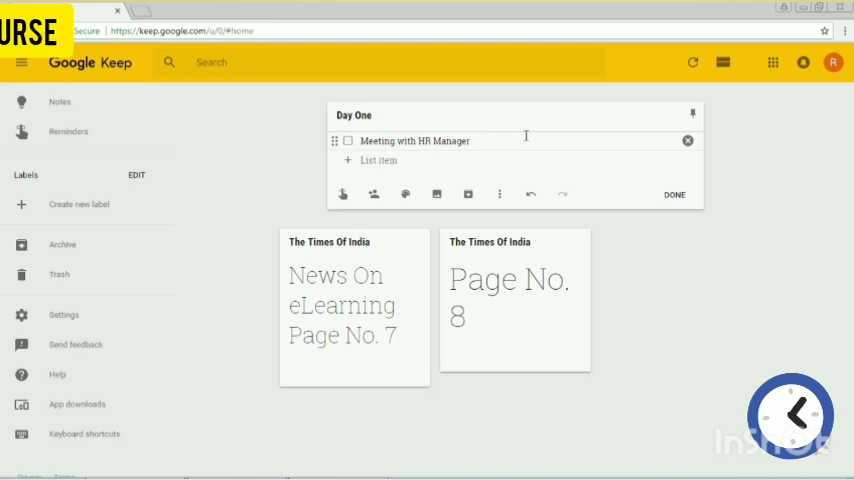 URSE
Secure
https://keep.google.com/u/0/#home
Google Keep
Search
R
Notes
Reminders
Labels
EDIT
Create new label
Archive
Trash
Settings
Send feedback
Help
App downloads
Keyboard shortcuts
Day One
Meeting with HR Manager
+ List item
DONE
The Times Of India
News On
eLearning
Page No. 7
The Times Of India
Page No.
8
InShOt